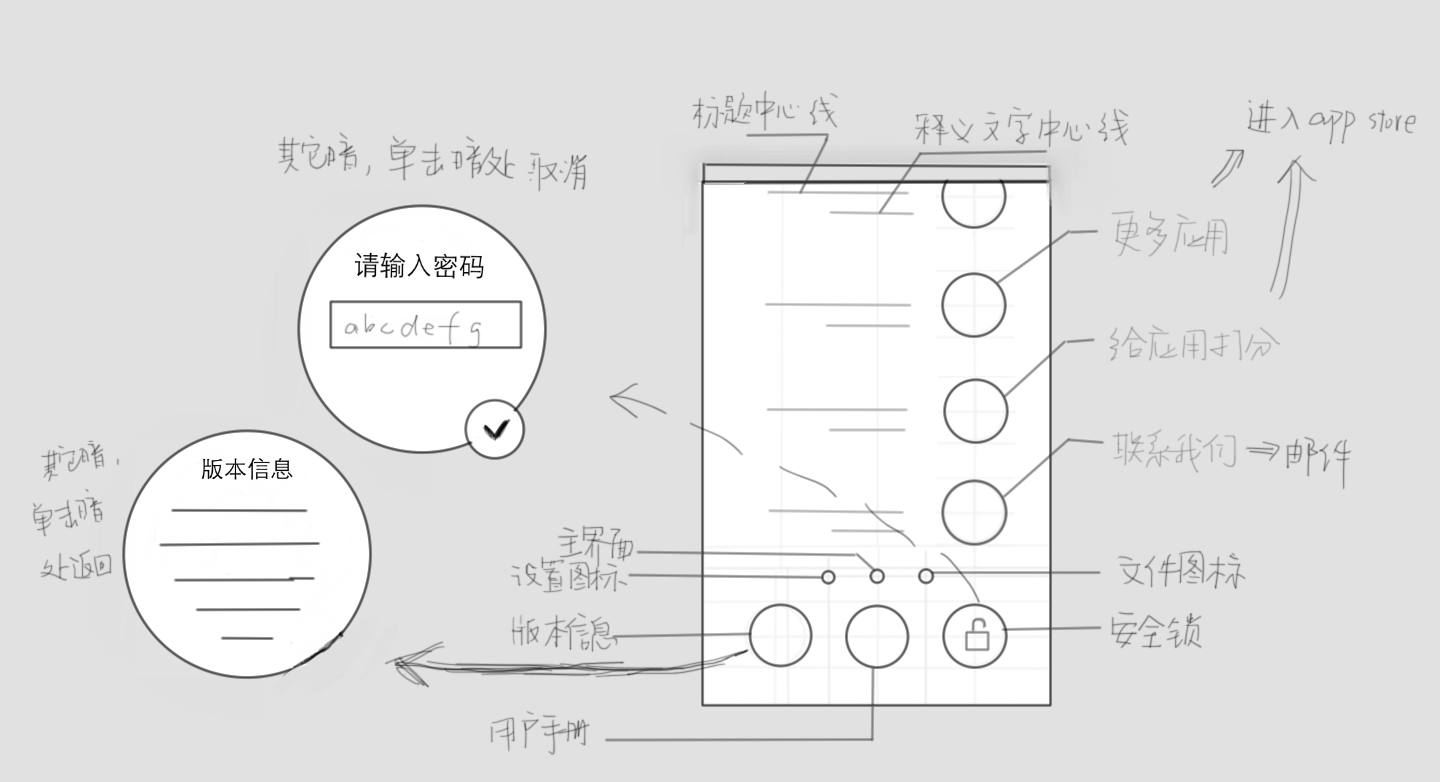 标题中心线
释义文字中心线
进入app store
其它暗,单击暗处取消
请输入密码
abcdefg
更多应用
给应用打分
联系我们⇒邮件
其它暗,
单击暗
处返回
版本信息
主界面
设置图标
文件图标
版本信息
安全锁
用户手册